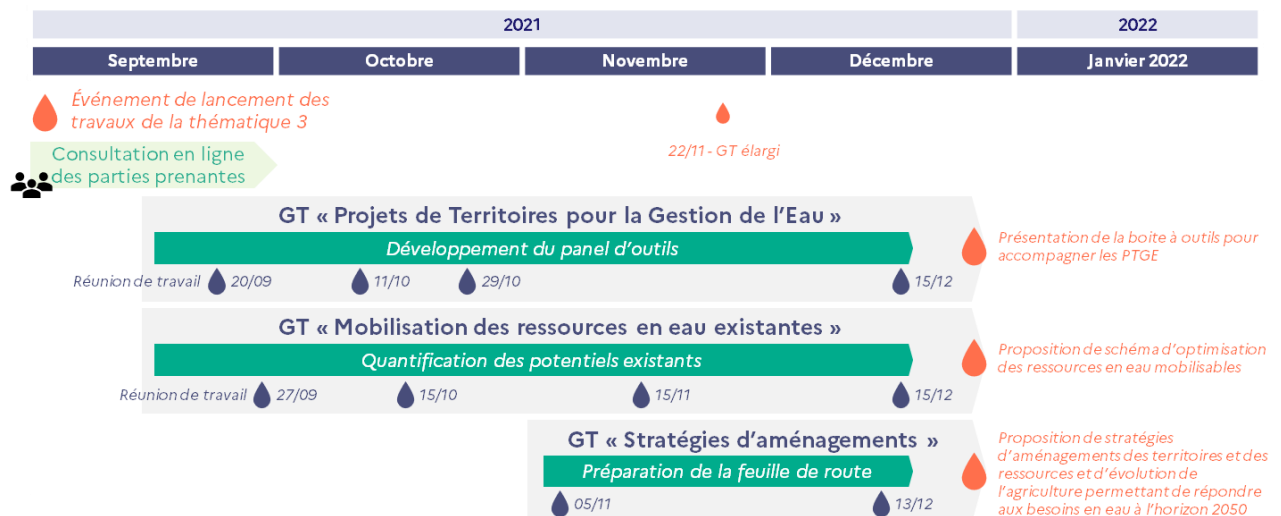 2021
2022
Septembre
Octobre
Novembre
Décembre
Janvier 2022
Événement de lancement des
travaux de la thématique 3
22/11 - GT élargi
Consultation en ligne
des parties prenantes
GT « Projets de Territoires pour la Gestion de l'Eau »
Développement du panel d'outils
Réunion de travail
20/09
11/10
29/10
15/12
Présentation de la boite à outils pour
accompagner les PTGE
GT « Mobilisation des ressources en eau existantes »
Quantification des potentiels existants
Réunion de travail
27/09
15/10
15/11
15/12
Proposition de schéma d'optimisation
des ressources en eau mobilisables
GT « Stratégies d'aménagements »
Préparation de la feuille de route
05/11
13/12
Proposition de stratégies
d'aménagements des territoires et des
ressources et d'évolution de
l'agriculture permettant de répondre
aux besoins en eau à l'horizon 2050